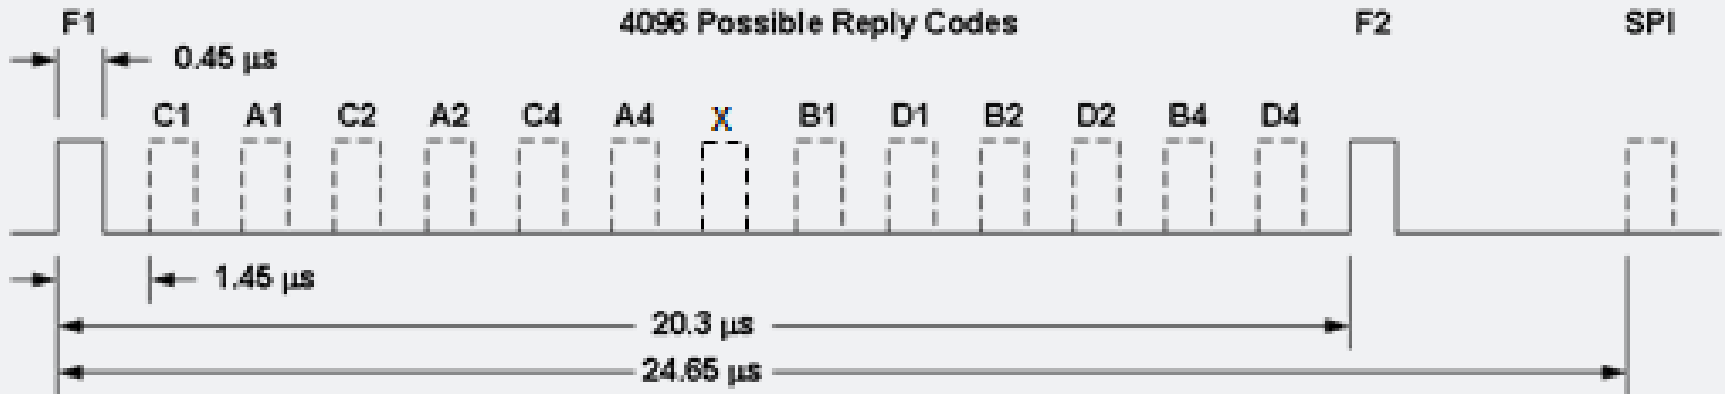 F1 4096 Possible Reply Codes F2 SPI
0.45 µs
C1 A1 C2 A2 C4 A4 X B1 D1 B2 D2 B4 D4
1.45 µs
20.3 µs
24.65 µs